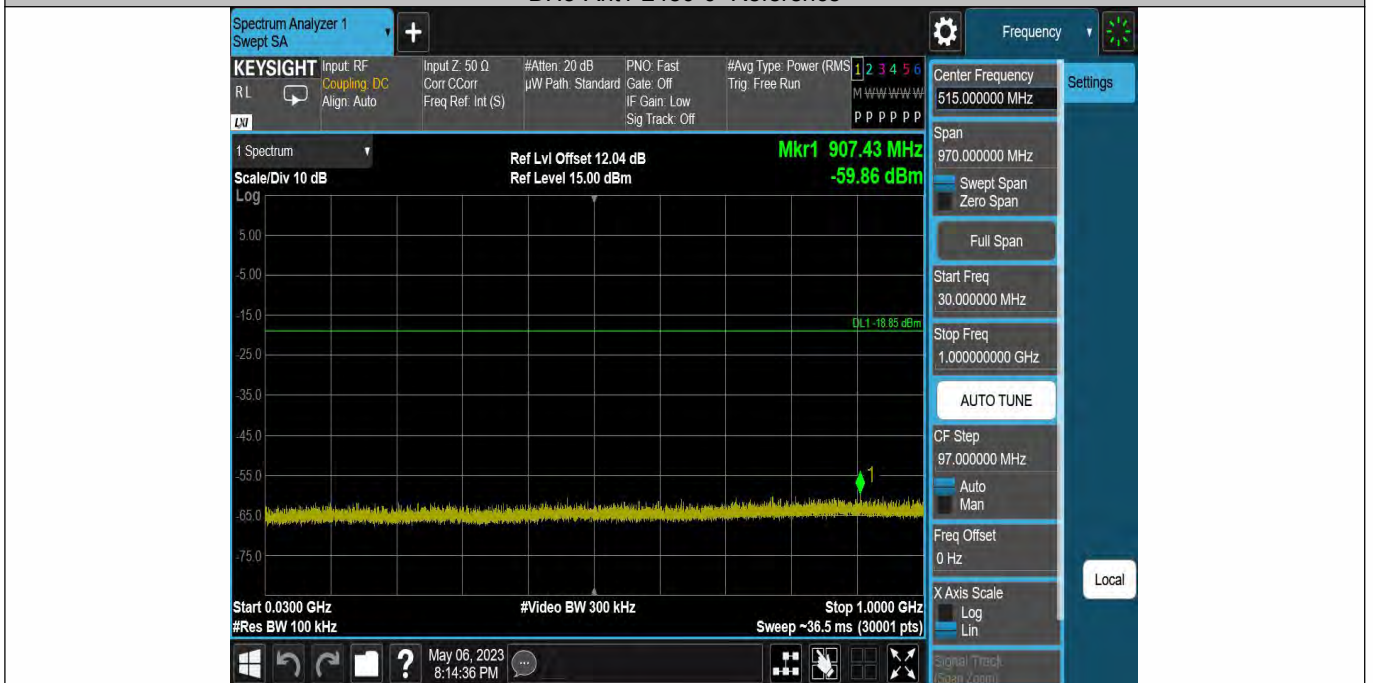 Spectrum Analyzer 1
Swept SA
+
Frequency
KEYSIGHT
RL
LXI
Input: RF
Coupling: DC
Align: Auto
Input Z: 50 Ω
Corr CCorr
Freq Ref: Int (S)
#Atten: 20 dB
µW Path: Standard
PNO: Fast
Gate: Off
IF Gain: Low
Sig Track: Off
#Avg Type: Power (RMS
Trig: Free Run
1 2 3 4 5 6
M W W W W W
P P P P P P
1 Spectrum
Scale/Div 10 dB
Ref Lvl Offset 12.04 dB
Ref Level 15.00 dBm
Mkr1 907.43 MHz
-59.86 dBm
Log
5.00
-5.00
-15.0
DL1 -18.85 dBm
-25.0
-35.0
-45.0
-55.0
1
-65.0
-75.0
Start 0.0300 GHz
#Video BW 300 kHz
Stop 1.0000 GHz
#Res BW 100 kHz
Sweep ~36.5 ms (30001 pts)
?
May 06, 2023
8:14:36 PM
Center Frequency
515.000000 MHz
Settings
Span
970.000000 MHz
Swept Span
Zero Span
Full Span
Start Freq
30.000000 MHz
Stop Freq
1.000000000 GHz
AUTO TUNE
CF Step
97.000000 MHz
Auto
Man
Freq Offset
0 Hz
X Axis Scale
Log
Lin
Local
Signal Track
(Span Zoom)